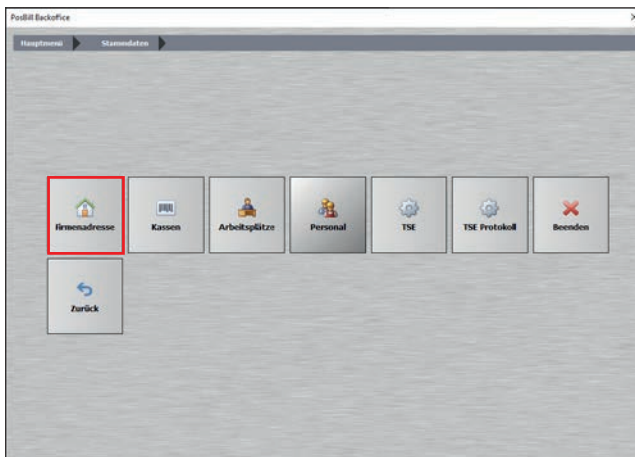 PosBill Backoffice
Hauptmenü Stammdaten
Firmenadresse Kassen Arbeitsplätze Personal TSE TSE Protokoll Beenden
Zurück